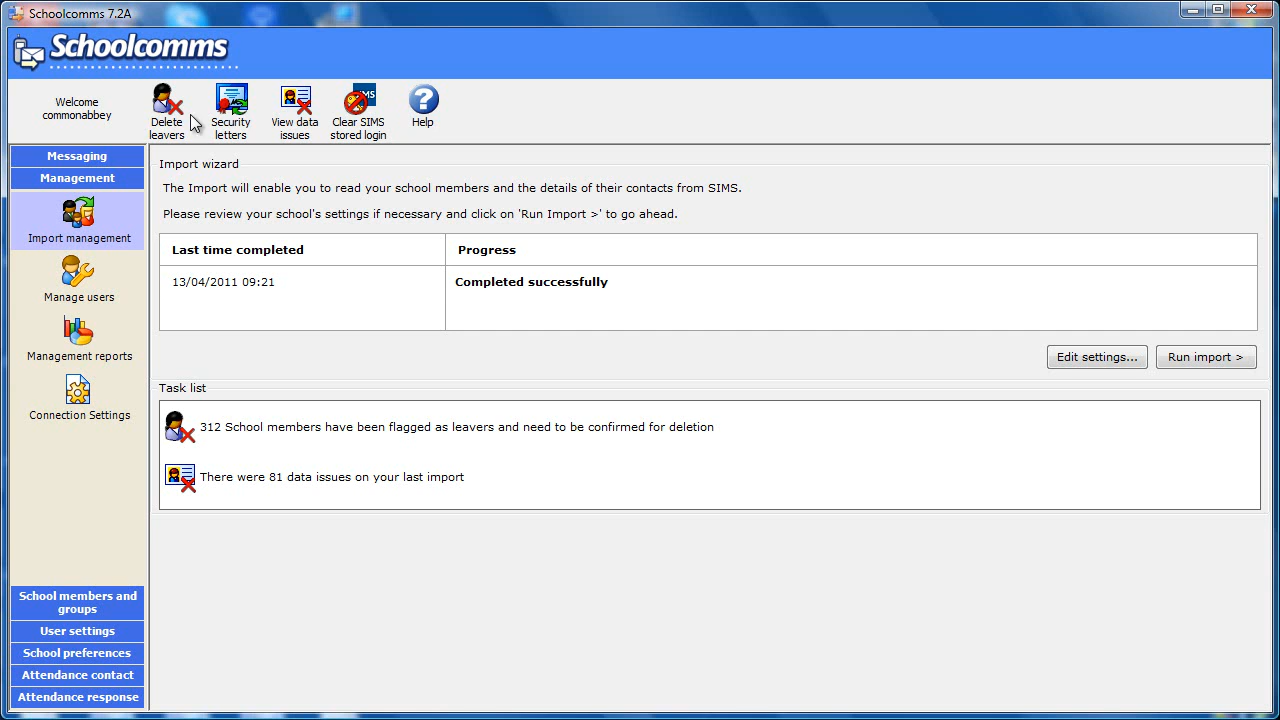 Schoolcomms 7.2A
Schoolcomms
Welcome
commonabbey
Delete
leavers
Security
letters
View data
issues
SIMS
Clear SIMS
stored login
?
Help
Messaging
Management
Import management
Manage users
Management reports
Connection Settings
School members and
groups
User settings
School preferences
Attendance contact
Attendance response
Import wizard
The Import will enable you to read your school members and the details of their contacts from SIMS.
Please review your school's settings if necessary and click on 'Run Import >' to go ahead.
Last time completed
Progress
13/04/2011 09:21
Completed successfully
Edit settings...
Run import >
Task list
312 School members have been flagged as leavers and need to be confirmed for deletion
There were 81 data issues on your last import